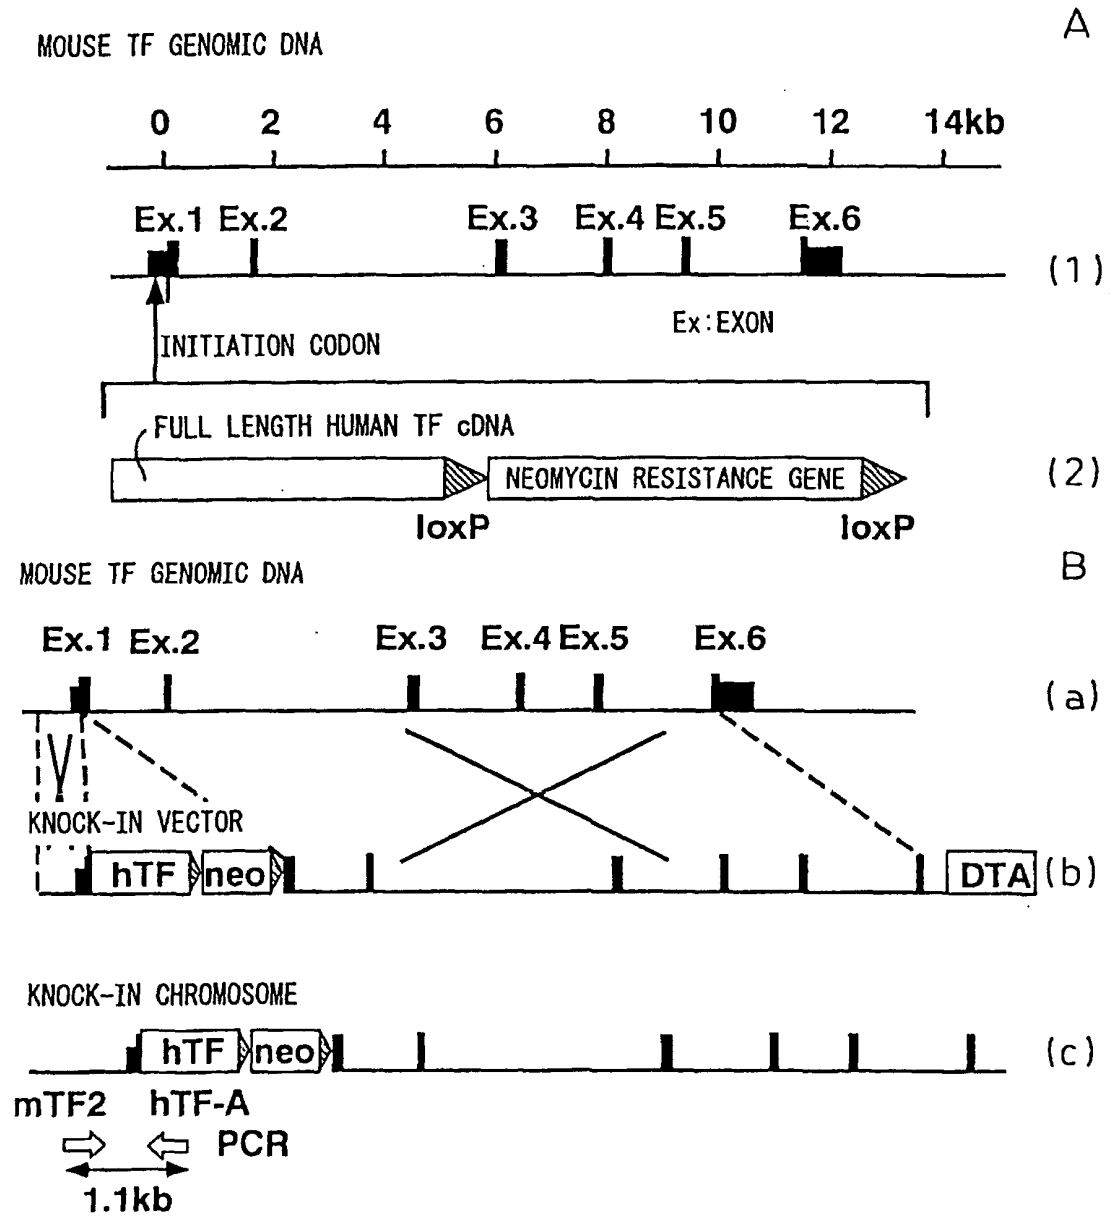 A
MOUSE TF GENOMIC DNA
0 2 4 6 8 10 12 14kb
Ex.1 Ex.2 Ex.3 Ex.4 Ex.5 Ex.6
(1)
Ex:EXON
INITIATION CODON
FULL LENGTH HUMAN TF cDNA
NEOMYCIN RESISTANCE GENE
(2)
loxP loxP
B
MOUSE TF GENOMIC DNA
Ex.1 Ex.2 Ex.3 Ex.4 Ex.5 Ex.6
(a)
KNOCK-IN VECTOR
hTF neo DTA (b)
KNOCK-IN CHROMOSOME
hTF neo (c)
mTF2 hTF-A
PCR
1.1kb